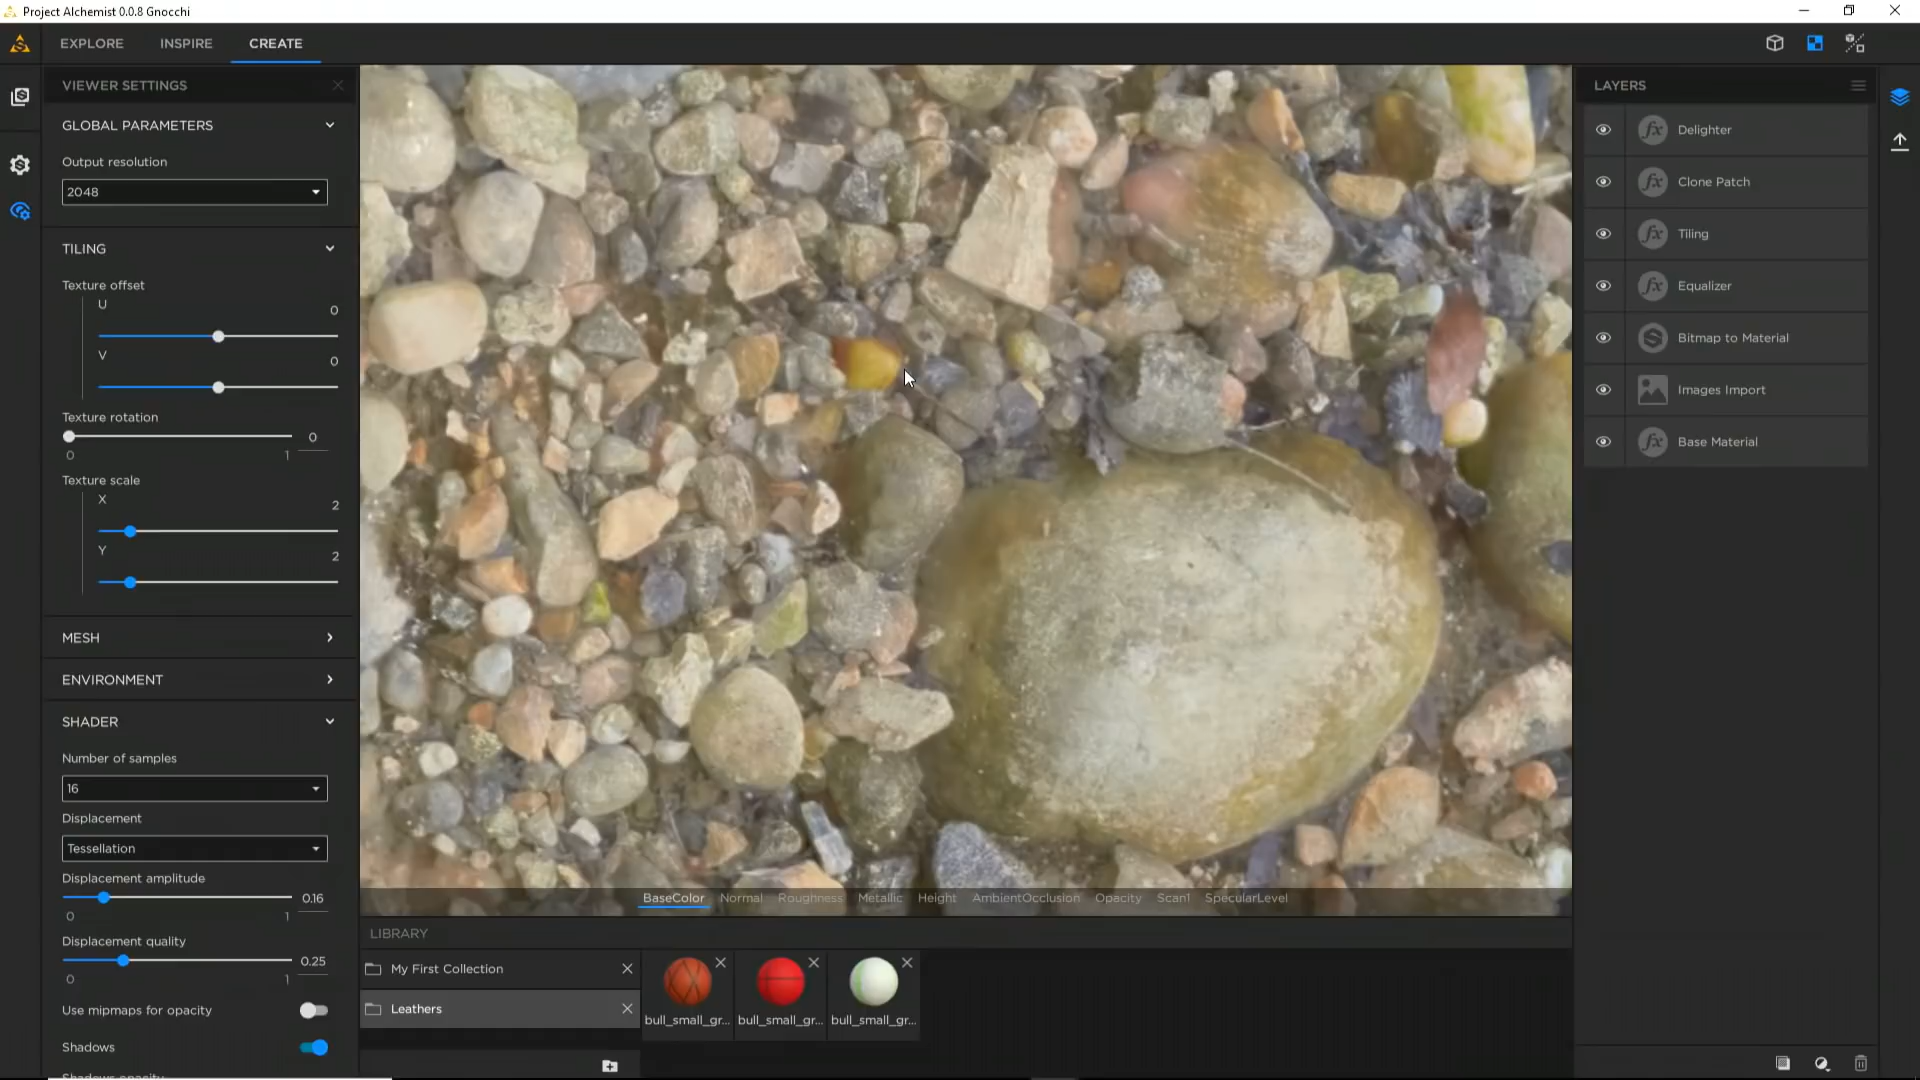 Project Alchemist 0.0.8 Gnocchi
EXPLORE
INSPIRE
CREATE
VIEWER SETTINGS
GLOBAL PARAMETERS
Output resolution
2048
TILING
Texture offset
U
0
V
0
Texture rotation
0
0
1
Texture scale
X
2
Y
2
MESH
ENVIRONMENT
SHADER
Number of samples
16
Displacement
Tessellation
Displacement amplitude
0.16
0
1
Displacement quality
0.25
0
1
Use mipmaps for opacity
Shadows
Shadows opacity
BaseColor
Normal
Roughness
Metallic
Height
AmbientOcclusion
Opacity
Scan1
SpecularLevel
LIBRARY
My First Collection
Leathers
bull_small_gr...
bull_small_gr...
bull_small_gr...
LAYERS
Delighter
Clone Patch
Tiling
Equalizer
Bitmap to Material
Images Import
Base Material